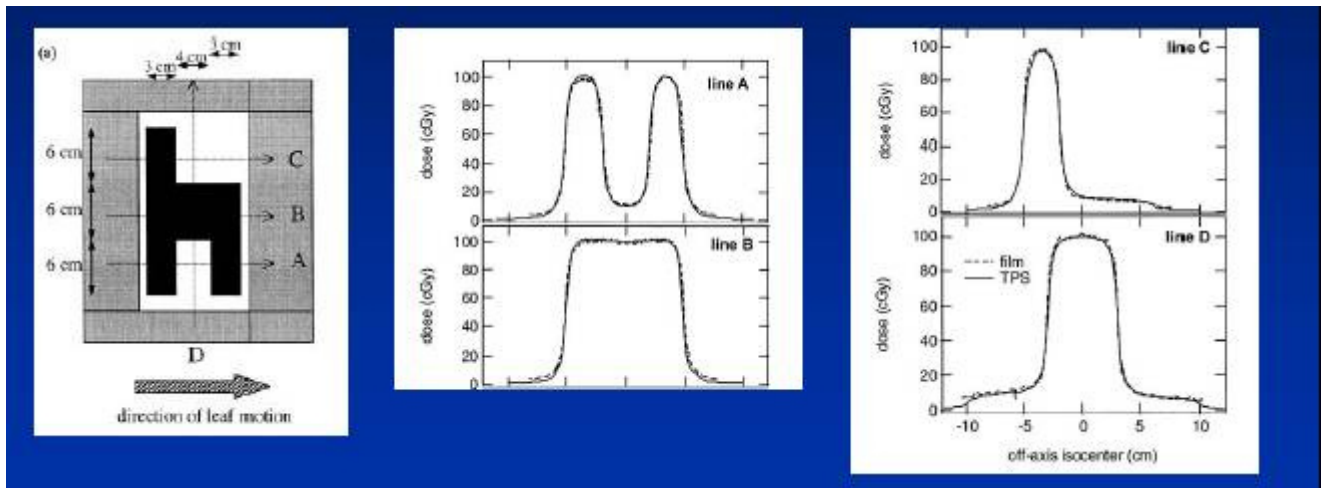 (a)
3 cm
4 cm
3 cm
6 cm
6 cm
6 cm
C
B
A
D
direction of leaf motion
line A
dose (cGy)
100
80
60
40
20
0
line B
dose (cGy)
100
80
60
40
20
0
line C
dose (cGy)
100
80
60
40
20
0
line D
film
TPS
dose (cGy)
100
80
60
40
20
0
-10
-5
0
5
10
off-axis isocenter (cm)